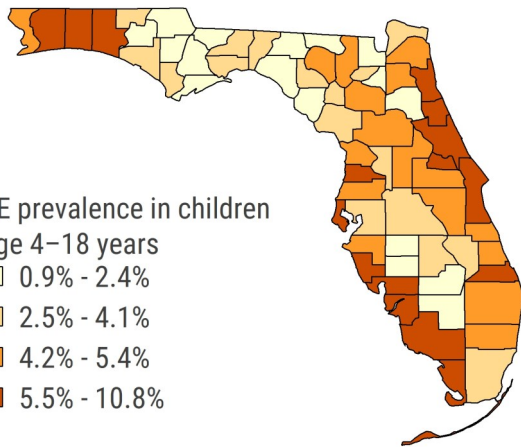 E prevalence in children
ge 4–18 years
0.9% - 2.4%
2.5% - 4.1%
4.2% - 5.4%
5.5% - 10.8%